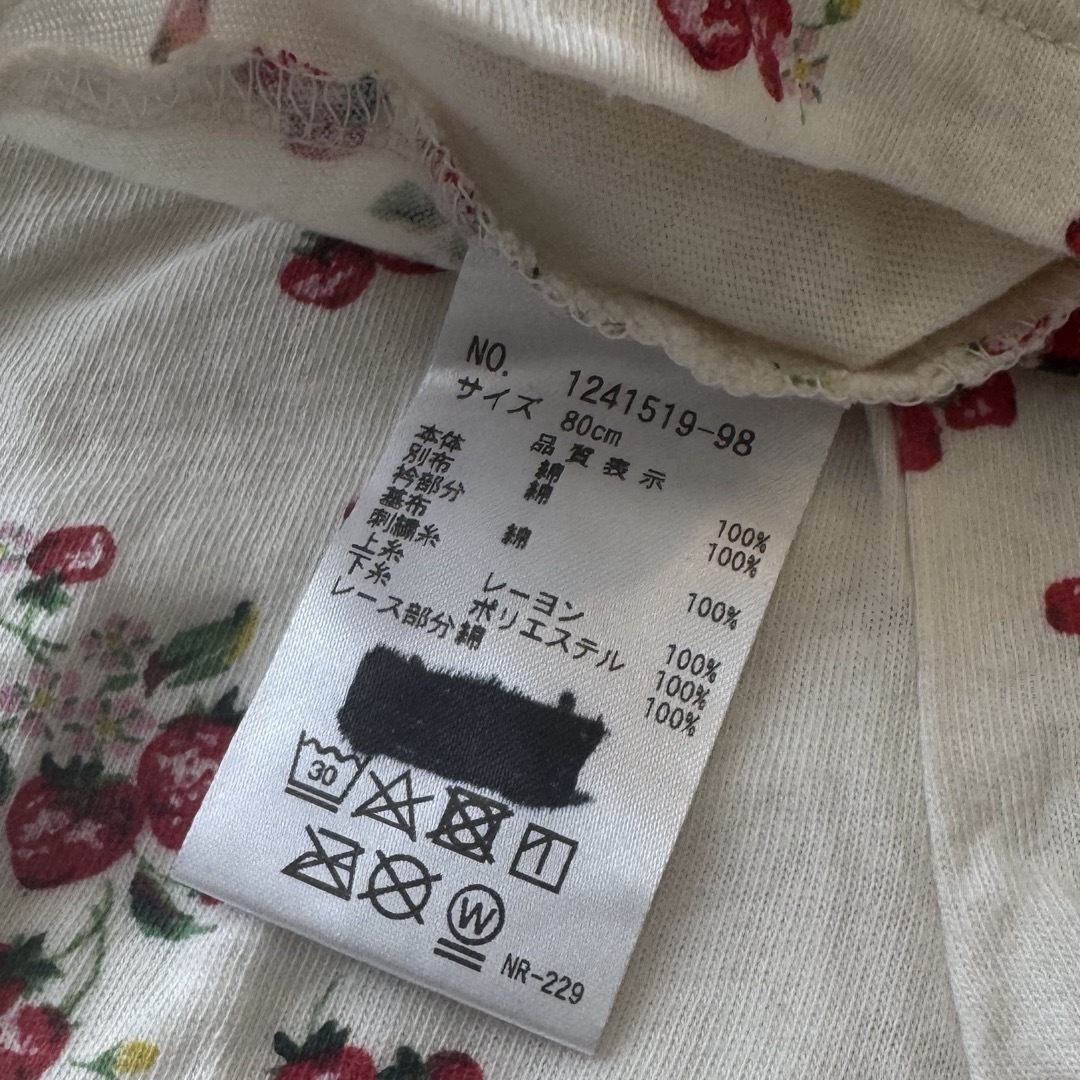 NO. 1241519-98
サイズ 80cm
品質表示
本体 綿 100%
別布 綿 100%
衿部分
基布 綿 100%
刺繍糸
上糸 レーヨン 100%
下糸 ポリエステル 100%
レース部分 綿 100%
30
W
NR-229